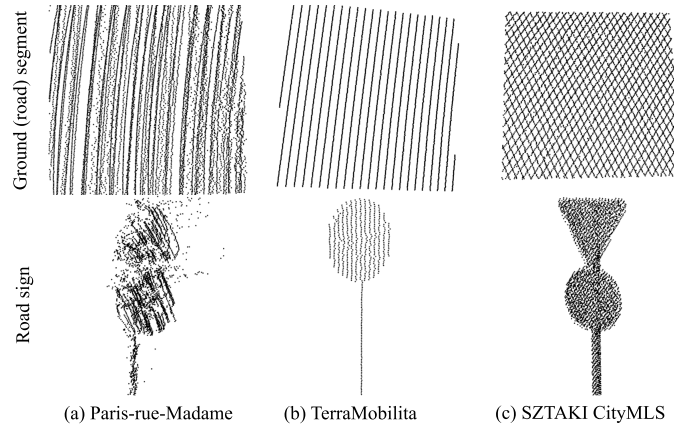 Ground (road) segment
Road sign
(a) Paris-rue-Madame
(b) TerraMobilita
(c) SZTAKI CityMLS